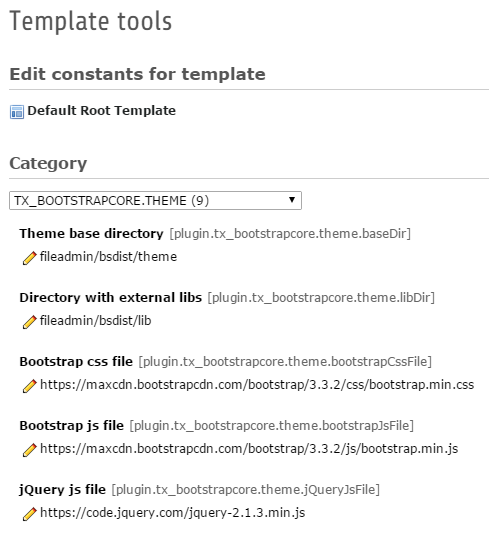 Template tools
Edit constants for template
Default Root Template
Category
TX_BOOTSTRAPCORE.THEME (9)
Theme base directory [plugin.tx_bootstrapcore.theme.baseDir]
fileadmin/bsdist/theme
Directory with external libs [plugin.tx_bootstrapcore.theme.libDir]
fileadmin/bsdist/lib
Bootstrap css file [plugin.tx_bootstrapcore.theme.bootstrapCssFile]
https://maxcdn.bootstrapcdn.com/bootstrap/3.3.2/css/bootstrap.min.css
Bootstrap js file [plugin.tx_bootstrapcore.theme.bootstrapJsFile]
https://maxcdn.bootstrapcdn.com/bootstrap/3.3.2/js/bootstrap.min.js
jQuery js file [plugin.tx_bootstrapcore.theme.jQueryJsFile]
https://code.jquery.com/jquery-2.1.3.min.js